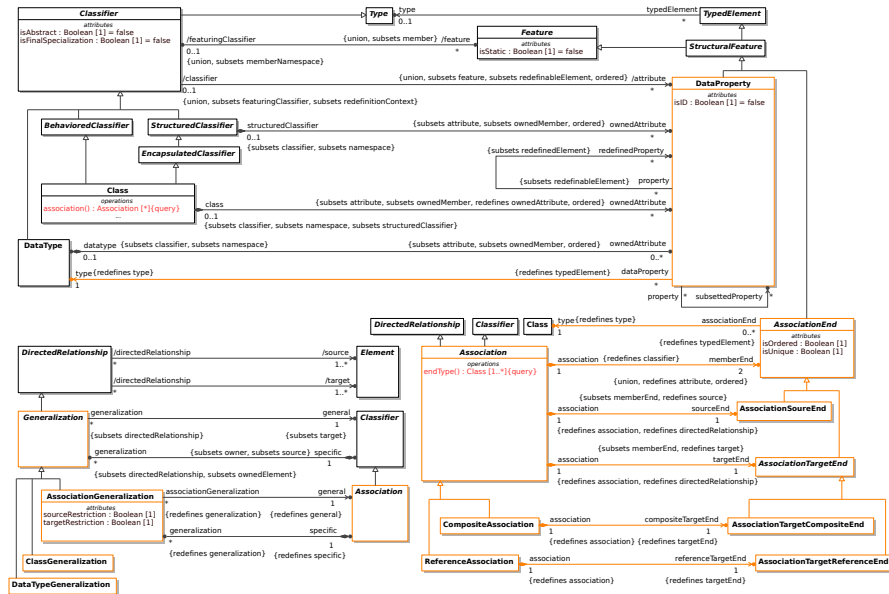 Classifier
attributes
isAbstract : Boolean [1] = false
isFinalSpecialization : Boolean [1] = false
Type
type
0..1
typedElement
*
TypedElement
/featuringClassifier
0..1
{union, subsets memberNamespace}
{union, subsets member}
/feature
*
Feature
attributes
isStatic : Boolean [1] = false
StructuralFeature
/classifier
0..1
{union, subsets featuringClassifier, subsets redefinitionContext}
{union, subsets feature, subsets redefinableElement, ordered}
/attribute
*
DataProperty
attributes
isID : Boolean [1] = false
BehavioredClassifier
StructuredClassifier
structuredClassifier
0..1
{subsets classifier, subsets namespace}
{subsets attribute, subsets ownedMember, ordered}
ownedAttribute
*
EncapsulatedClassifier
{subsets redefinedElement}
redefinedProperty
*
{subsets redefinableElement}
property
*
Class
operations
association() : Association [*]{query}
...
class
0..1
{subsets classifier, subsets namespace, subsets structuredClassifier}
{subsets attribute, subsets ownedMember, redefines ownedAttribute, ordered}
ownedAttribute
*
DataType
datatype
{subsets classifier, subsets namespace}
0..1
{subsets attribute, subsets ownedMember, ordered}
ownedAttribute
0..*
type{redefines type}
1
{redefines typedElement}
dataProperty
*
property
*
subsettedProperty
*
DirectedRelationship
Classifier
Class
type{redefines type}
1
associationEnd
0..*
{redefines typedElement}
AssociationEnd
isOrdered : Boolean [1]
isUnique : Boolean [1]
DirectedRelationship
/directedRelationship
*
/source
1..*
Element
/directedRelationship
*
/target
1..*
Association
operations
endType() : Class [1..*]{query}
association
{redefines classifier}
1
memberEnd
2
{union, redefines attribute, ordered}
{subsets memberEnd, redefines source}
association
1
sourceEnd
1
{redefines association, redefines directedRelationship}
AssociationSoureEnd
{subsets memberEnd, redefines target}
association
1
targetEnd
1
{redefines association, redefines directedRelationship}
AssociationTargetEnd
Generalization
generalization
*
{subsets directedRelationship}
general
1
{subsets target}
Classifier
generalization
*
{subsets owner, subsets source}
specific
1
{subsets directedRelationship, subsets ownedElement}
AssociationGeneralization
attributes
sourceRestriction : Boolean [1]
targetRestriction : Boolean [1]
associationGeneralization
*
{redefines generalization}
general
1
{redefines general}
Association
generalization
*
{redefines generalization}
specific
1
{redefines specific}
ClassGeneralization
DataTypeGeneralization
CompositeAssociation
association
1
{redefines association}
compositeTargetEnd
1
{redefines targetEnd}
AssociationTargetCompositeEnd
ReferenceAssociation
association
1
{redefines association}
referenceTargetEnd
1
{redefines targetEnd}
AssociationTargetReferenceEnd